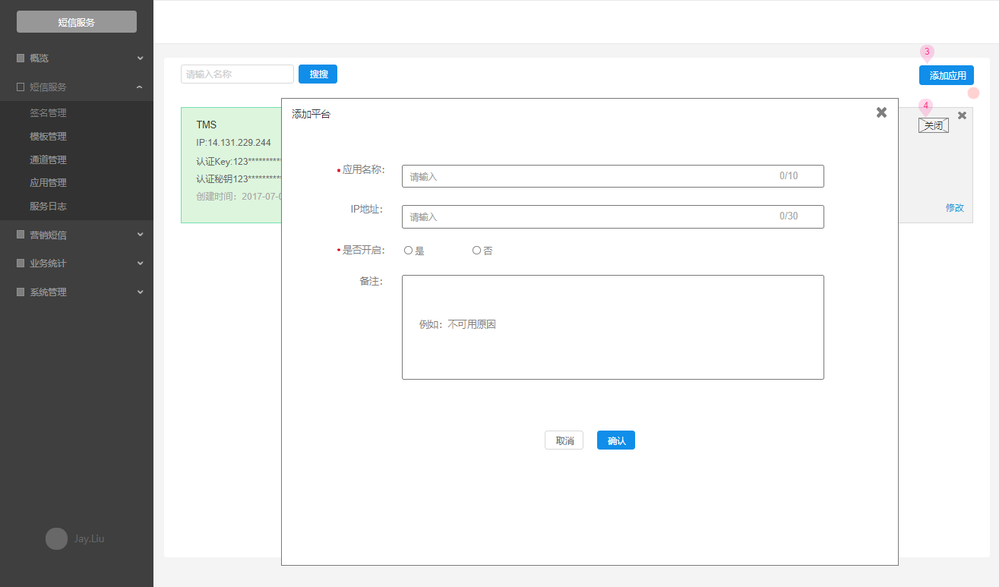 短信服务
概览
短信服务
签名管理
模板管理
通道管理
应用管理
服务日志
营销短信
业务统计
系统管理
Jay.Liu
请输入名称
搜搜
3
添加应用
TMS
IP:14.131.229.244
认证Key:123**********
认证秘钥123**********
创建时间：2017-07-0
4
关闭
修改
添加平台
*应用名称：
请输入
0/10
IP地址：
请输入
0/30
*是否开启：
是
否
备注：
例如：不可用原因
取消
确认